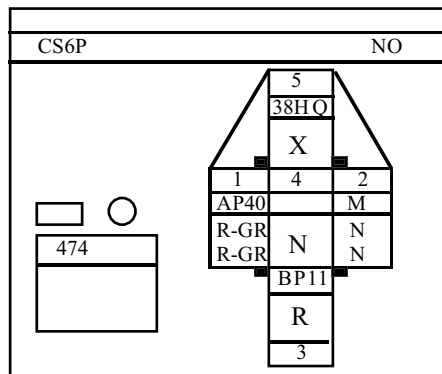 CS6P NO
5
38HQ
X
1 4 2
AP40 M
R-GR N
R-GR N
N
474
BP11
R
3